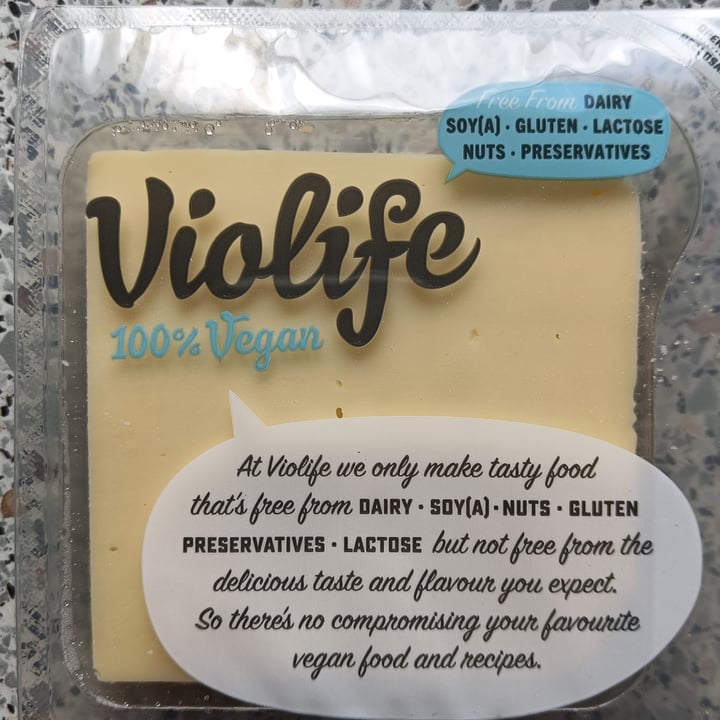 Free From DAIRY
SOY(A) · GLUTEN · LACTOSE
NUTS · PRESERVATIVES
Violife
100% Vegan
At Violife we only make tasty food
that's free from DAIRY · SOY(A) · NUTS · GLUTEN
PRESERVATIVES · LACTOSE but not free from the
delicious taste and flavour you expect.
So there's no compromising your favourite
vegan food and recipes.